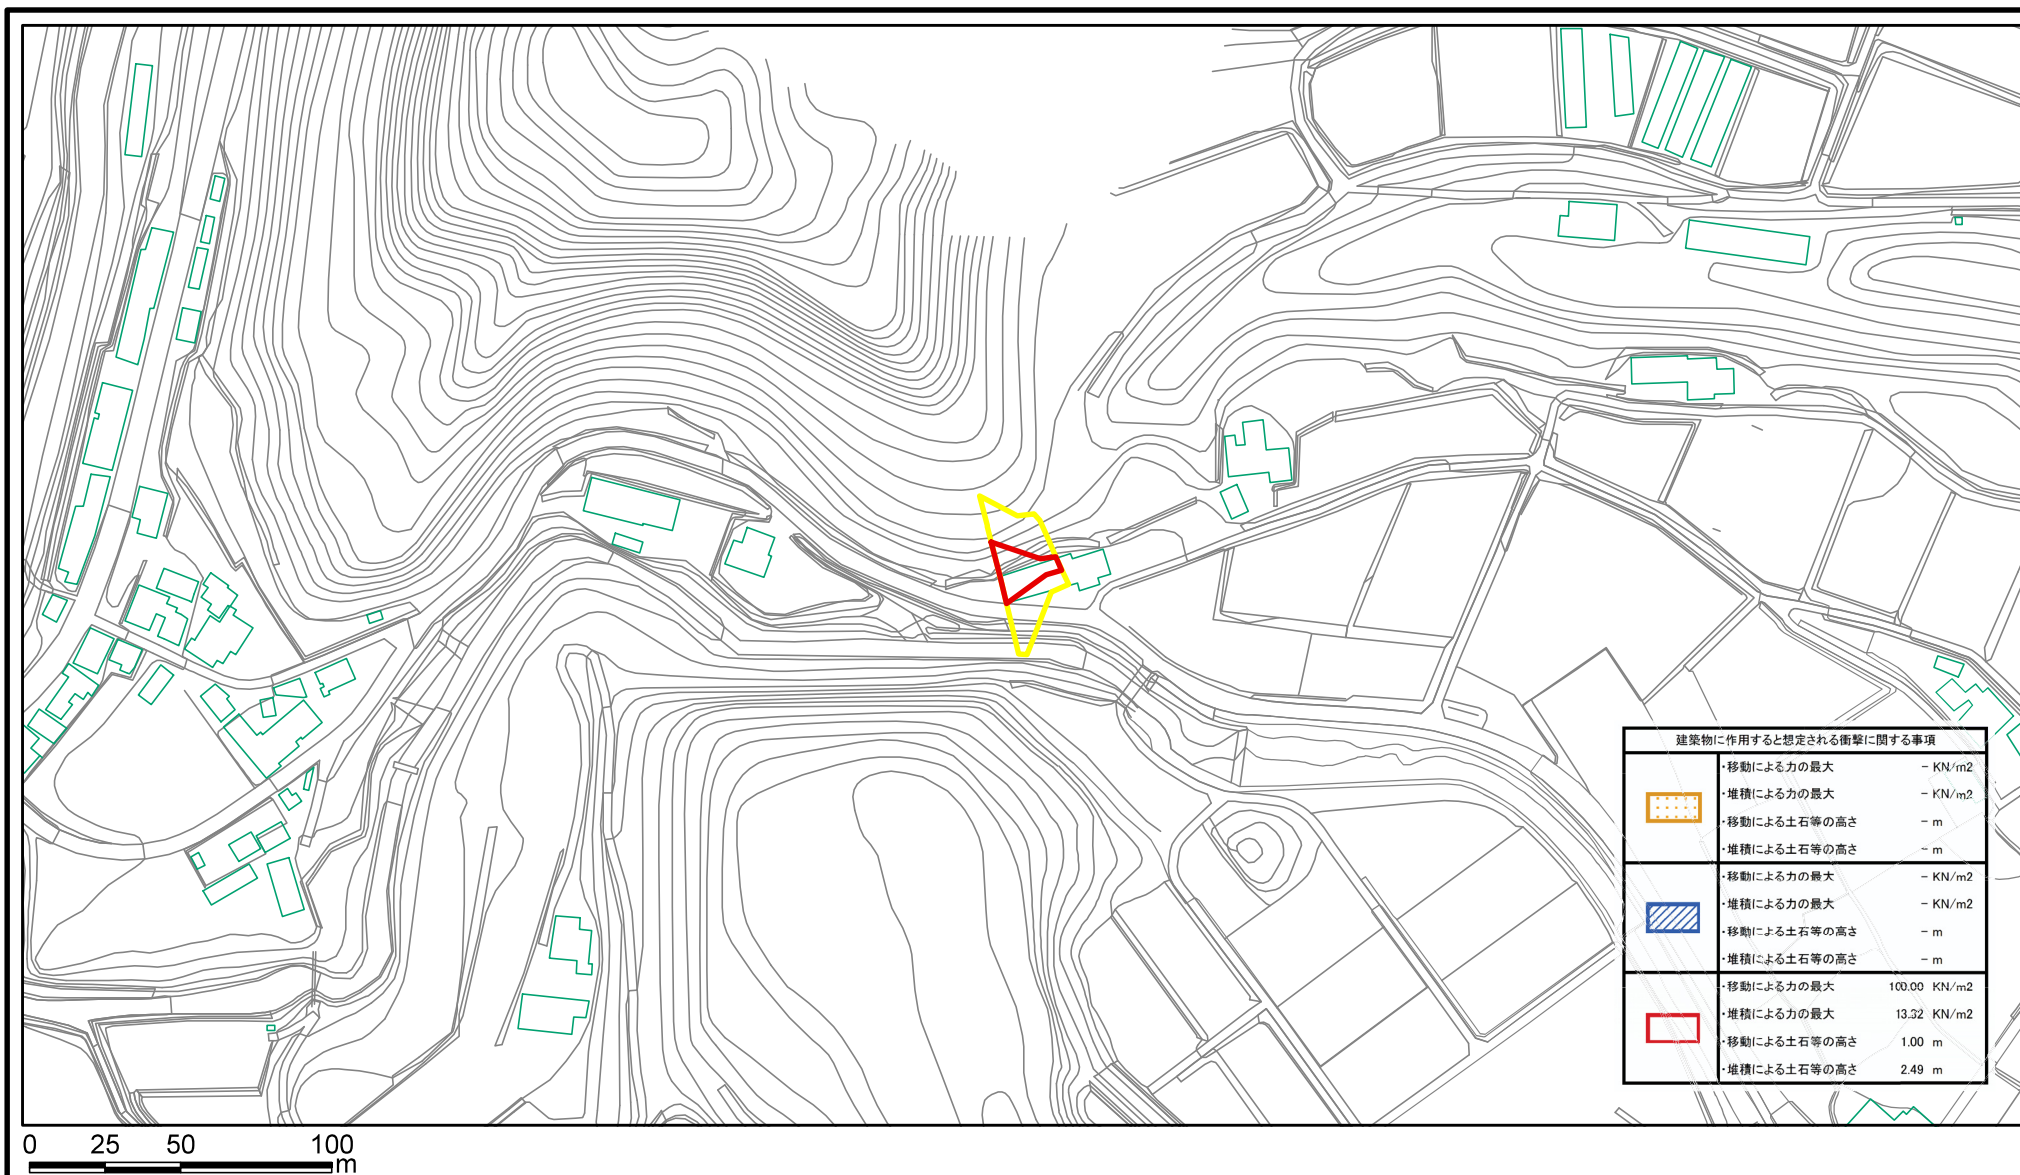 建築物に作用すると想定される衝撃に関する事項
・移動による力の最大 － KN/m2
・堆積による力の最大 － KN/m2
・移動による土石等の高さ － m
・堆積による土石等の高さ － m
・移動による力の最大 － KN/m2
・堆積による力の最大 － KN/m2
・移動による土石等の高さ － m
・堆積による土石等の高さ － m
・移動による力の最大 100.00 KN/m2
・堆積による力の最大 13.32 KN/m2
・移動による土石等の高さ 1.00 m
・堆積による土石等の高さ 2.49 m
0 25 50 100
m